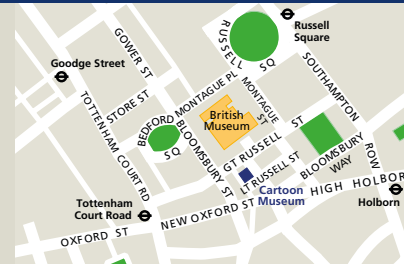 Russell
Square
RUSSELL
SQ
GOWER ST
Goodge Street
SOUTHAMPTON
ROW
STORE ST
MONTAGUE PL
MONTAGUE
ST
BEDFORD
SQ
British
Museum
TOTTENHAM COURT RD
BLOOMSBURY ST
GT RUSSELL ST
LT RUSSELL ST
BLOOMSBURY
WAY
Cartoon
Museum
HIGH HOLBOR
Holborn
Tottenham
Court Road
NEW OXFORD ST
OXFORD ST